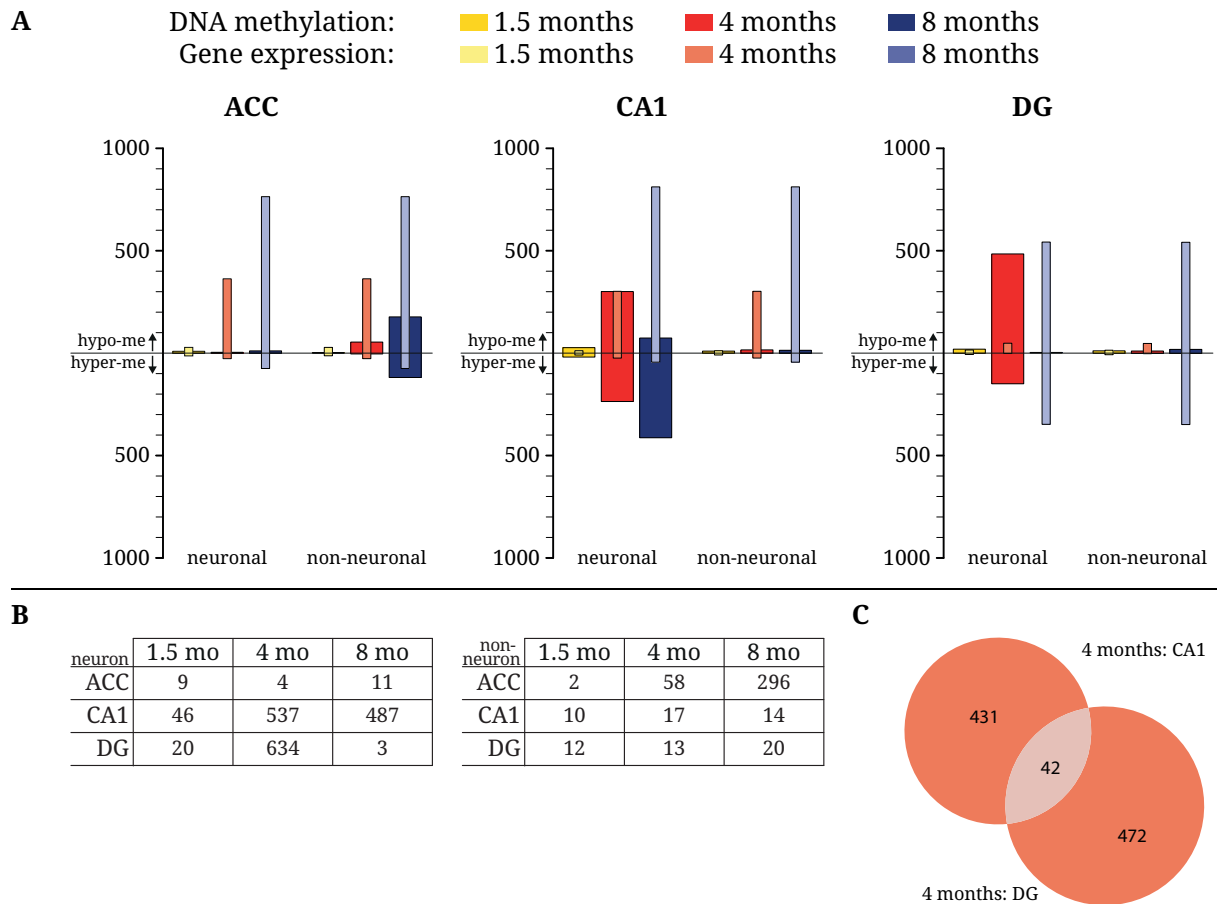 A
DNA methylation: 1.5 months 4 months 8 months
Gene expression: 1.5 months 4 months 8 months
ACC
1000
500
hypo-me
hyper-me
500
1000
neuronal non-neuronal
CA1
1000
500
hypo-me
hyper-me
500
1000
neuronal non-neuronal
DG
1000
500
hypo-me
hyper-me
500
1000
neuronal non-neuronal
B
neuron 1.5 mo 4 mo 8 mo
ACC 9 4 11
CA1 46 537 487
DG 20 634 3
non-
neuron 1.5 mo 4 mo 8 mo
ACC 2 58 296
CA1 10 17 14
DG 12 13 20
C
4 months: CA1
431
42
472
4 months: DG